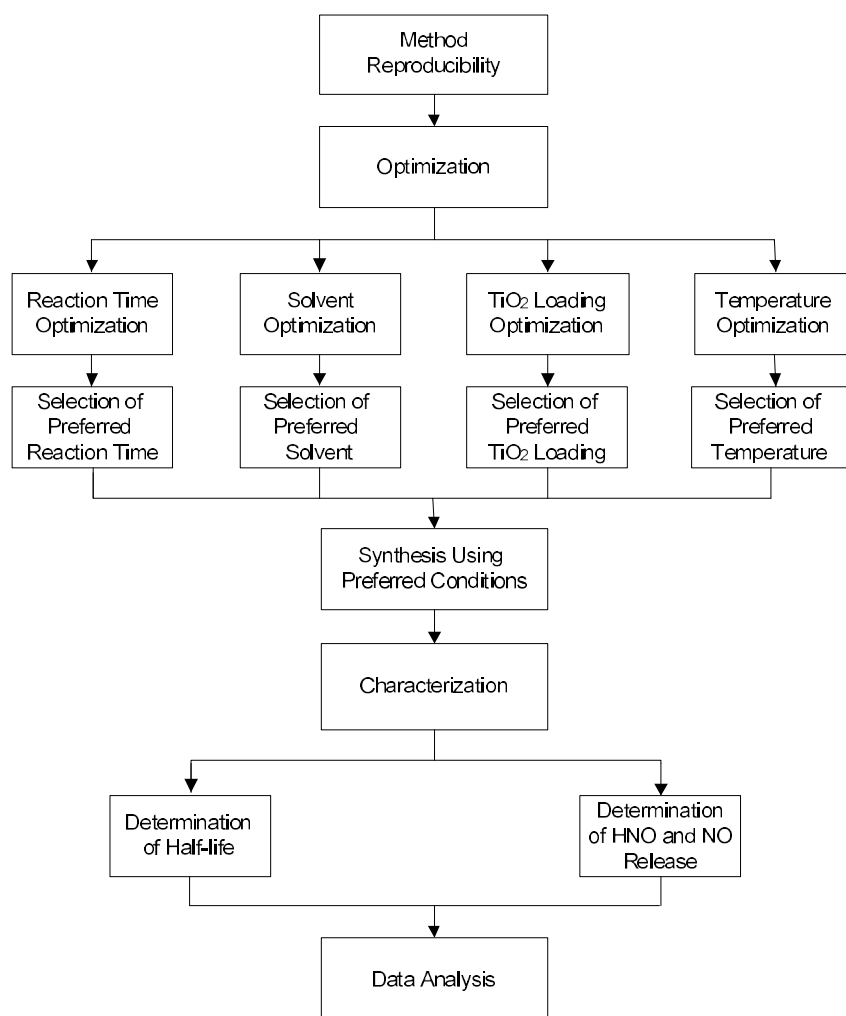 Method
Reproducibility
Optimization
Reaction Time
Optimization
Solvent
Optimization
TiO₂ Loading
Optimization
Temperature
Optimization
Selection of
Preferred
Reaction Time
Selection of
Preferred
Solvent
Selection of
Preferred
TiO₂ Loading
Selection of
Preferred
Temperature
Synthesis Using
Preferred Conditions
Characterization
Determination
of Half-life
Determination
of HNO and NO
Release
Data Analysis